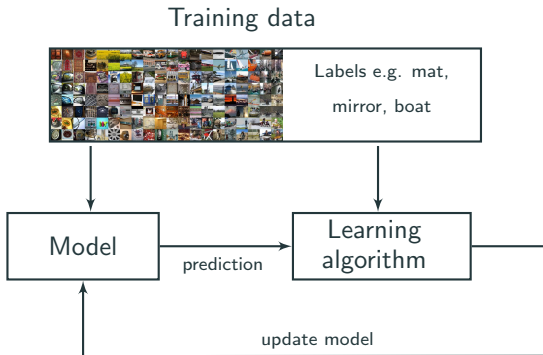 Training data
Labels e.g. mat,
mirror, boat
Model
prediction
Learning
algorithm
update model